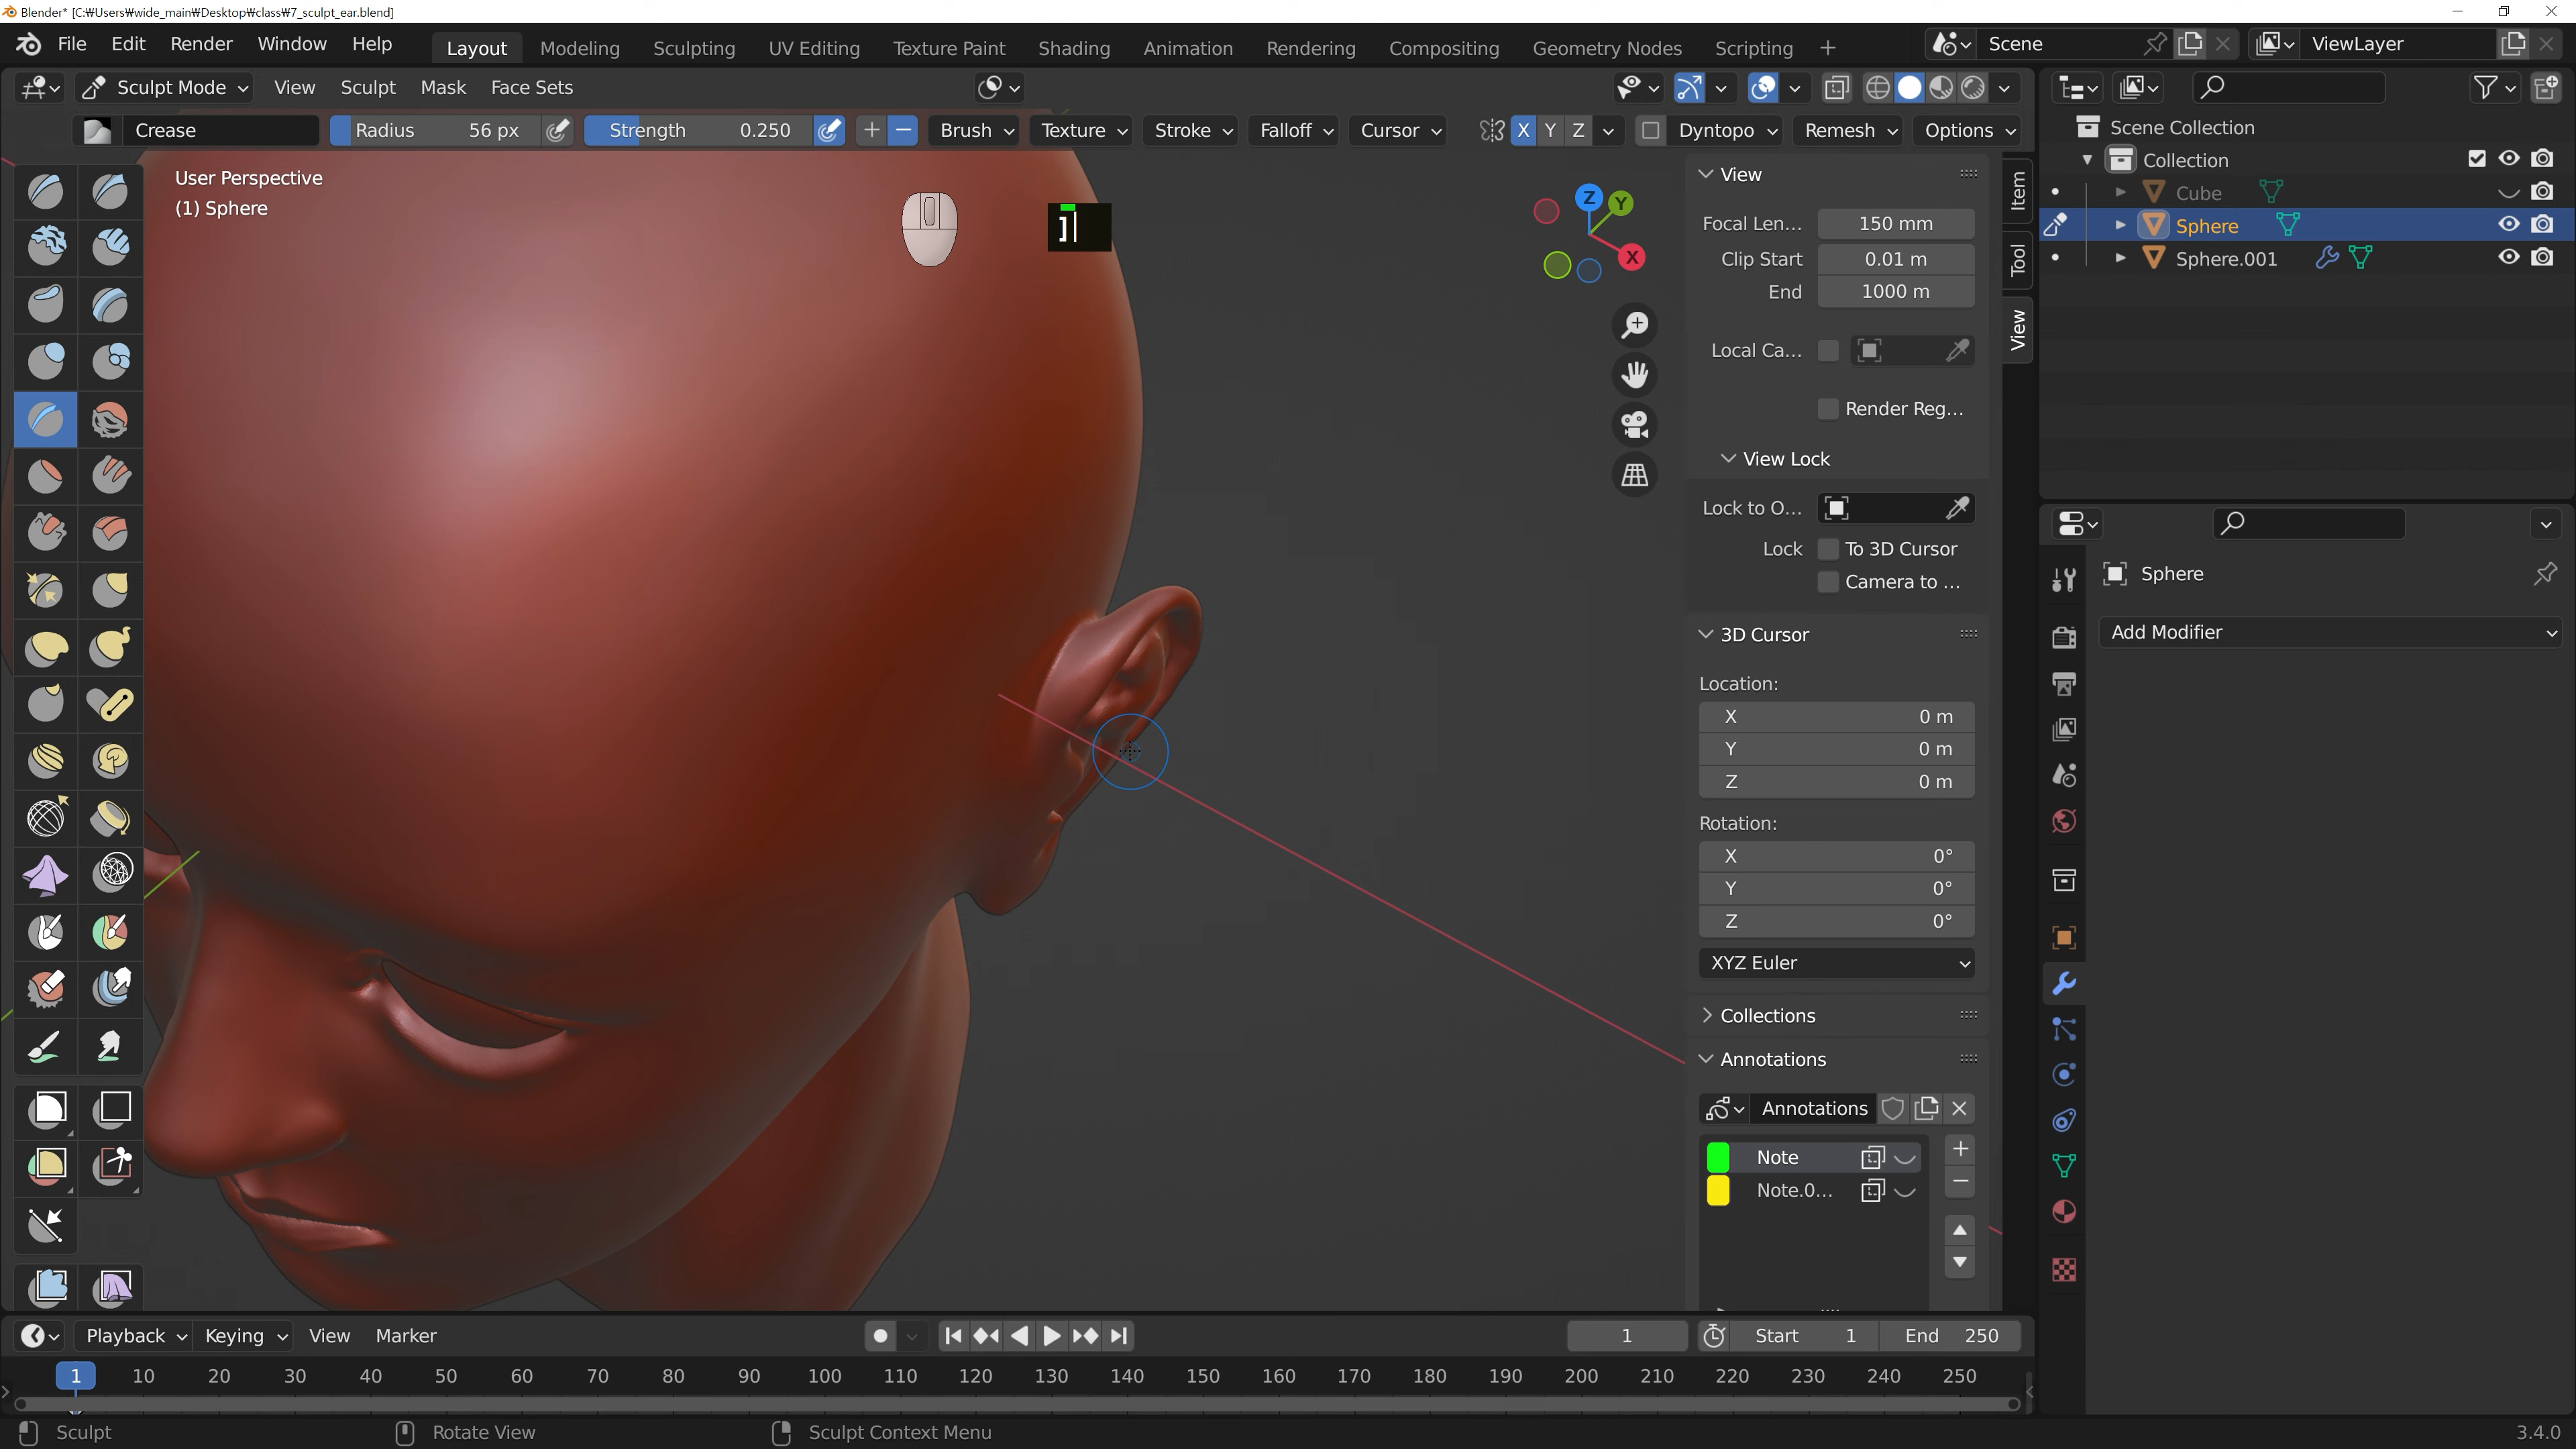 Blender* [C:₩Users₩wide_main₩Desktop₩class₩7_sculpt_ear.blend]
File Edit Render Window Help Layout Modeling Sculpting UV Editing Texture Paint Shading Animation Rendering Compositing Geometry Nodes Scripting + Scene ViewLayer
Sculpt Mode View Sculpt Mask Face Sets
Crease Radius 56 px Strength 0.250 Brush Texture Stroke Falloff Cursor X Y Z Dyntopo Remesh Options
User Perspective
(1) Sphere
]
Z
Y
X
View
Focal Len... 150 mm
Clip Start 0.01 m
End 1000 m
Local Ca...
Render Reg...
View Lock
Lock to O...
Lock To 3D Cursor
Camera to ...
3D Cursor
Location:
X 0 m
Y 0 m
Z 0 m
Rotation:
X 0°
Y 0°
Z 0°
XYZ Euler
Collections
Annotations
Annotations
Note
Note.0...
Item
Tool
View
Scene Collection
Collection
Cube
Sphere
Sphere.001
Sphere
Add Modifier
Playback Keying View Marker 1 Start 1 End 250
1 10 20 30 40 50 60 70 80 90 100 110 120 130 140 150 160 170 180 190 200 210 220 230 240 250
Sculpt Rotate View Sculpt Context Menu 3.4.0